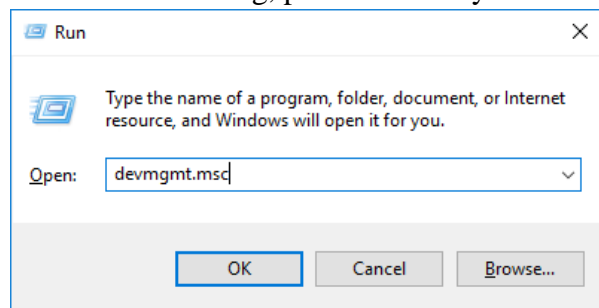 Run
Type the name of a program, folder, document, or Internet
resource, and Windows will open it for you.
Open: devmgmt.msc
OK Cancel Browse...